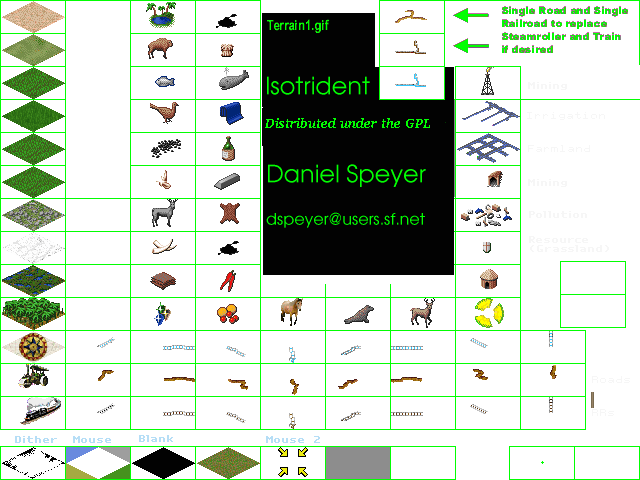 Terrain1.gif
Single Road and Single
Railroad to replace
Steamroller and Train
if desired
Isotrident
Mining
Irrigation
Distributed under the GPL
Farmland
Daniel Speyer
Mining
dspeyer@users.sf.net
Pollution
Resource
(Grassland)
Roads
RRs
Dither Mouse Blank Mouse 2